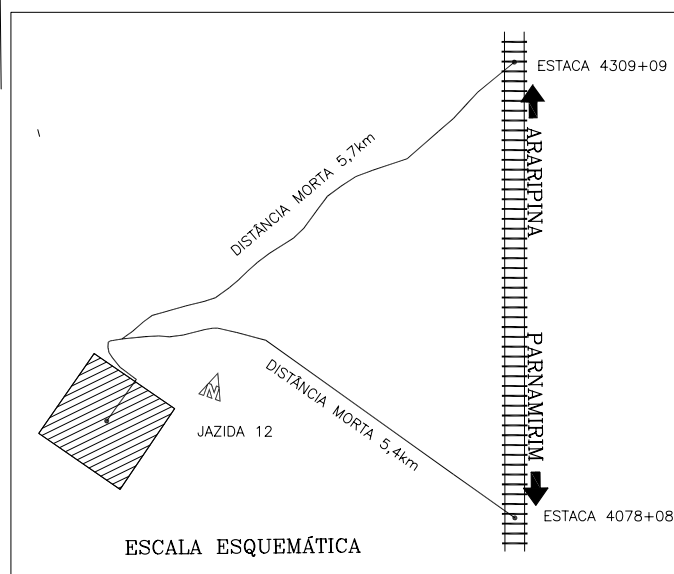 ESTACA 4309+09
ARARIPINA
DISTÂNCIA MORTA 5,7km
PARNAMIRIM
DISTÂNCIA MORTA 5,4km
N
JAZIDA 12
ESTACA 4078+08
ESCALA ESQUEMÁTICA